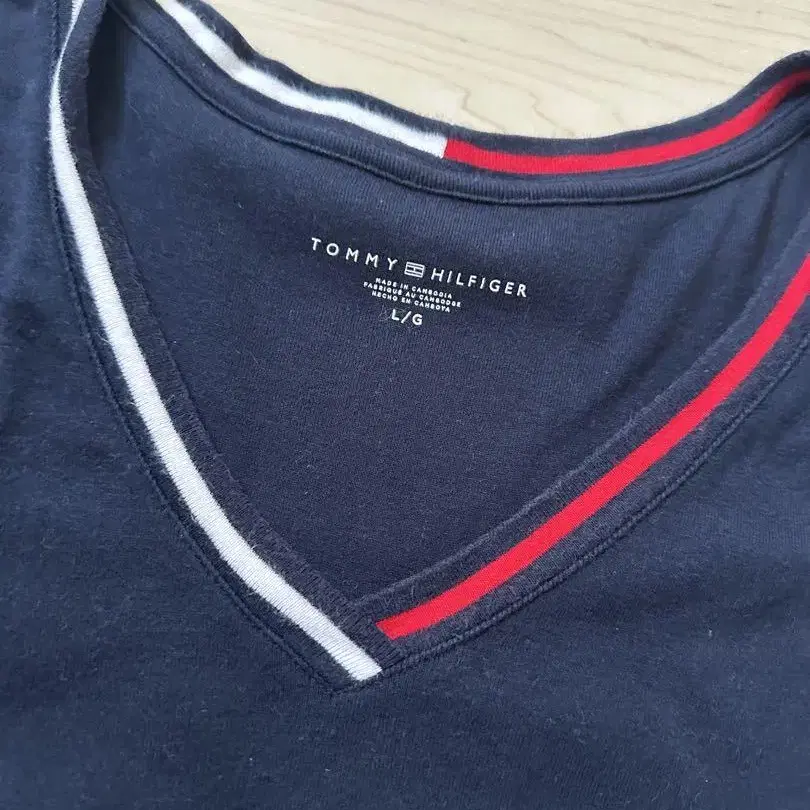 TOMMY HILFIGER
MADE IN CAMBODIA
FABRIQUÉ AU CAMBODGE
HECHO EN CAMBOYA
L/G